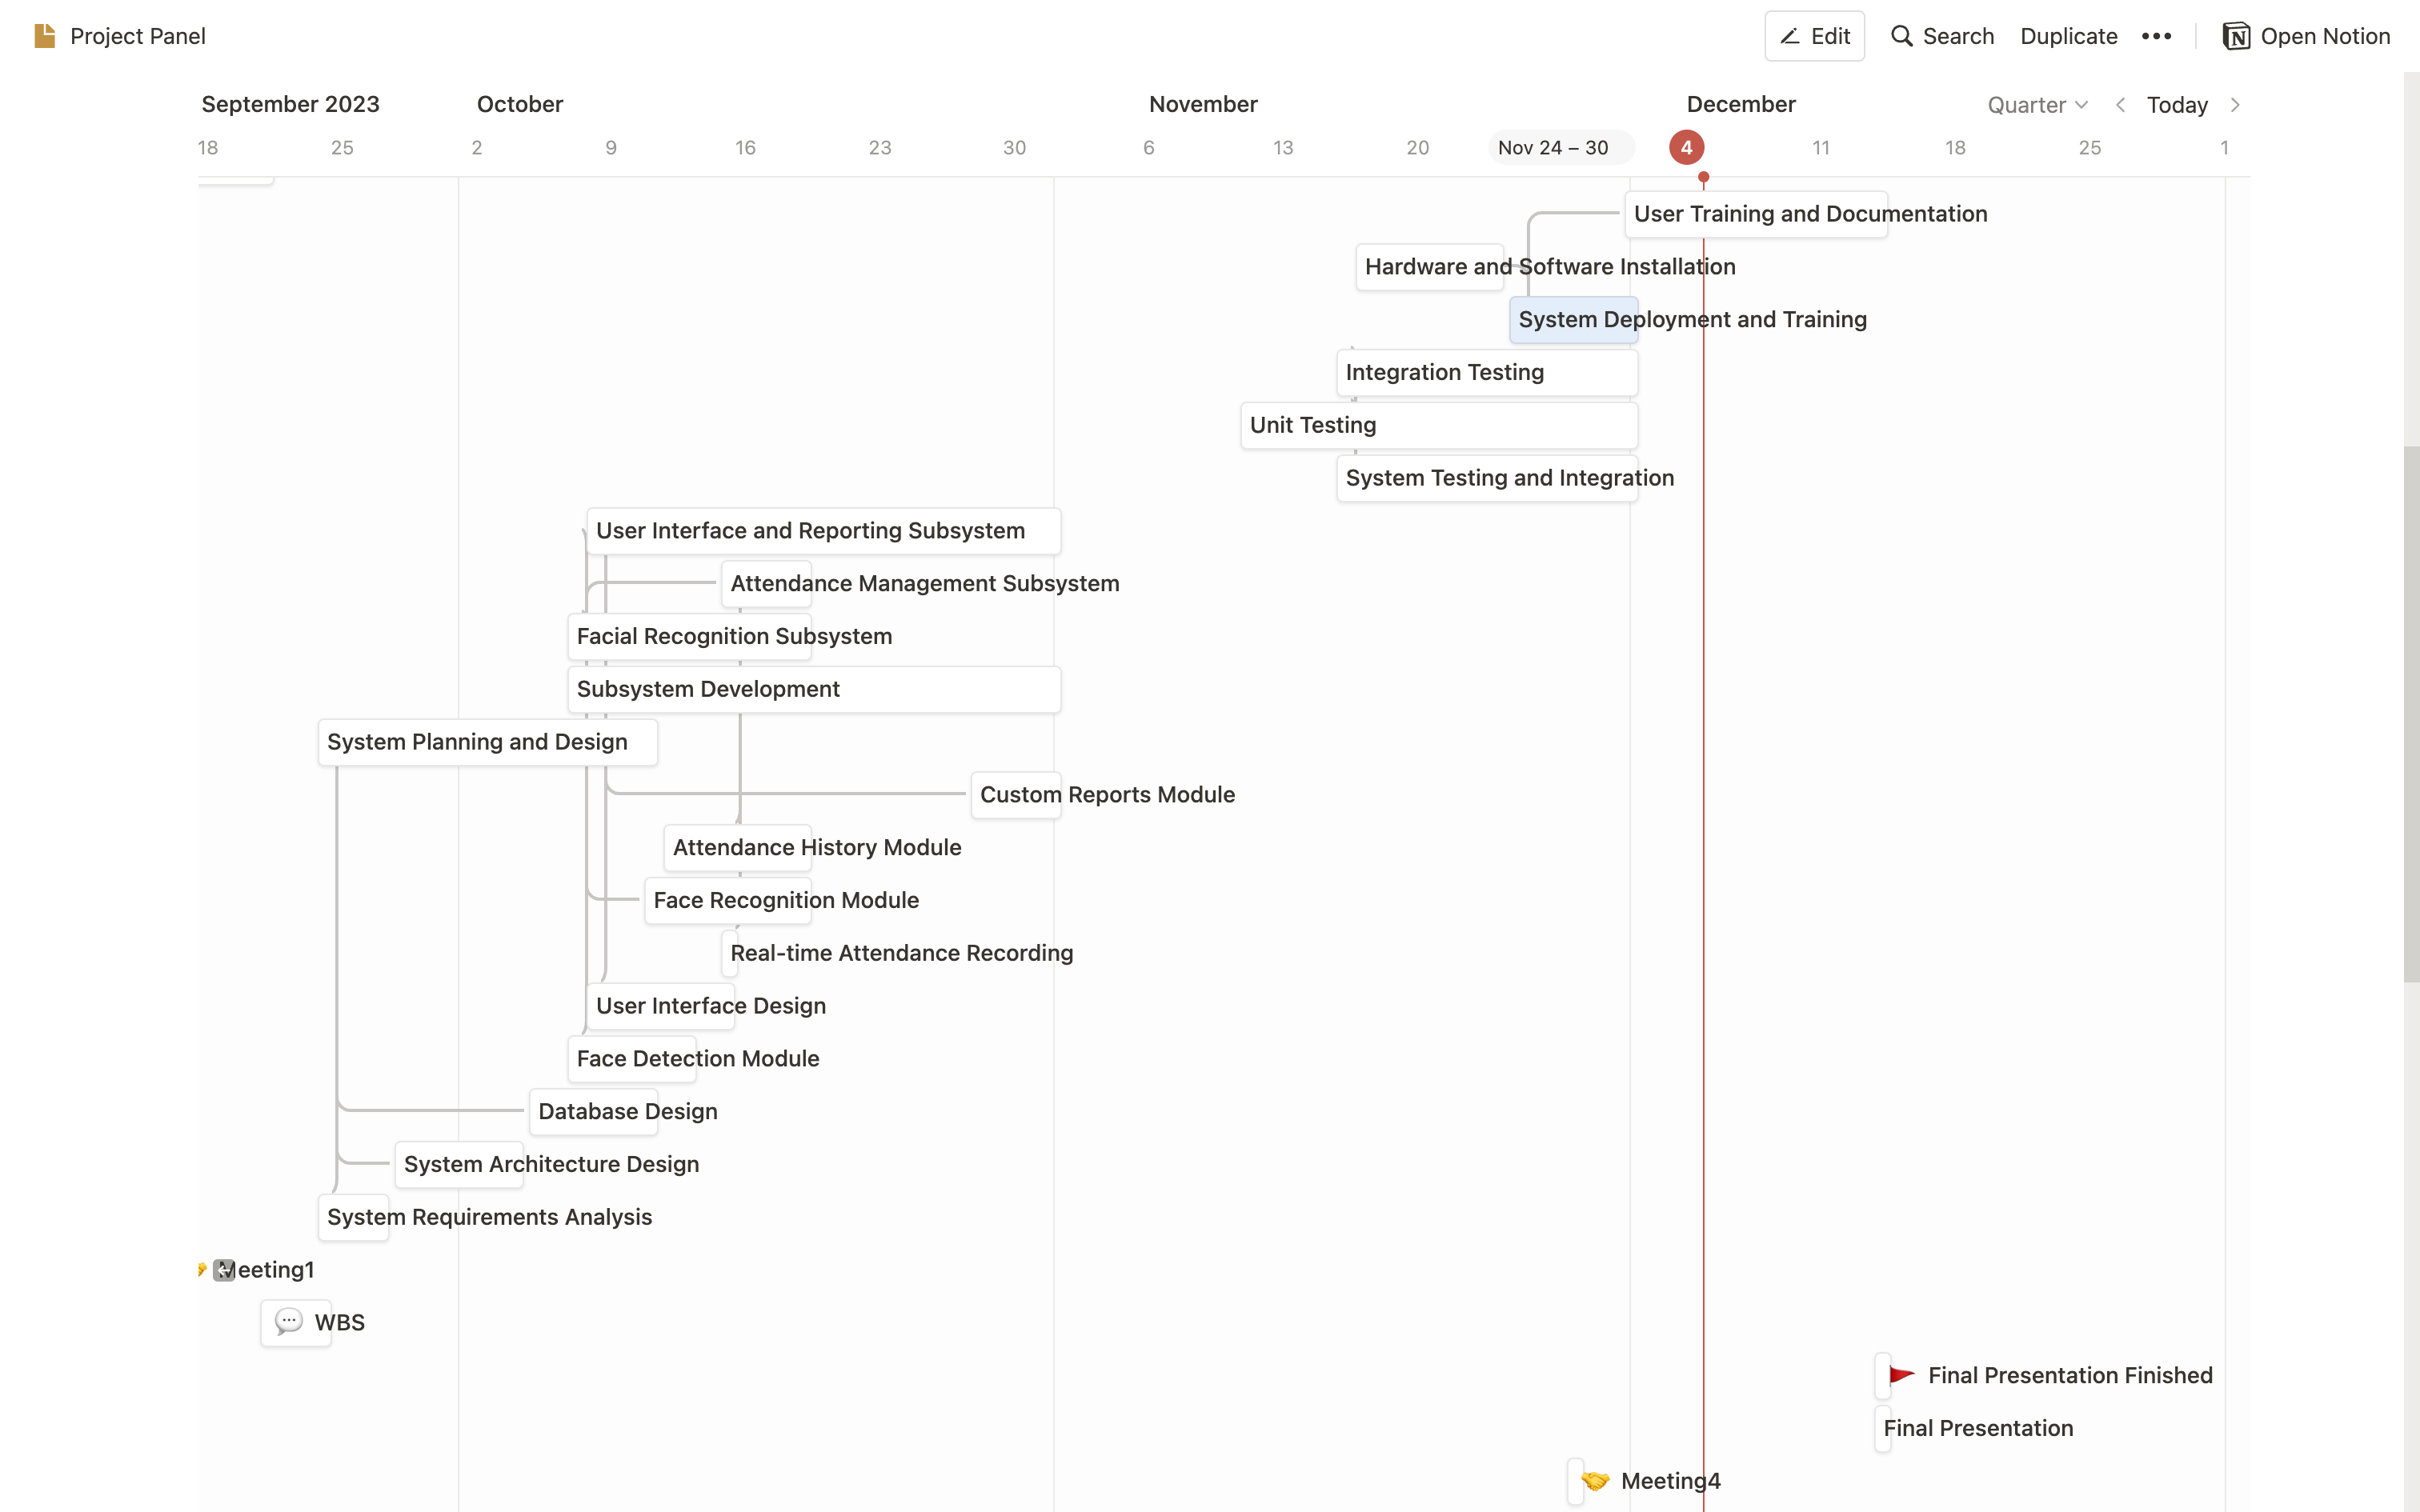 Project Panel
Edit
Search
Duplicate
Open Notion
September 2023
October
November
December
Quarter
Today
18
25
2
9
16
23
30
6
13
20
Nov 24 – 30
4
11
18
25
1
User Training and Documentation
Hardware and Software Installation
System Deployment and Training
Integration Testing
Unit Testing
System Testing and Integration
User Interface and Reporting Subsystem
Attendance Management Subsystem
Facial Recognition Subsystem
Subsystem Development
System Planning and Design
Custom Reports Module
Attendance History Module
Face Recognition Module
Real-time Attendance Recording
User Interface Design
Face Detection Module
Database Design
System Architecture Design
System Requirements Analysis
Meeting1
WBS
Final Presentation Finished
Final Presentation
Meeting4